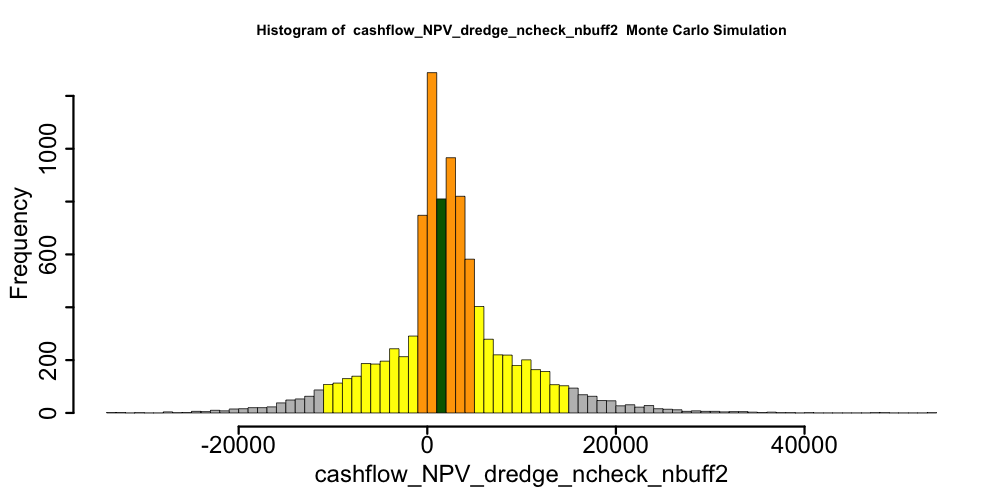 Histogram of  cashflow_NPV_dredge_ncheck_nbuff2  Monte Carlo Simulation
Frequency
1000
600
200
0
-20000 0 20000 40000
cashflow_NPV_dredge_ncheck_nbuff2